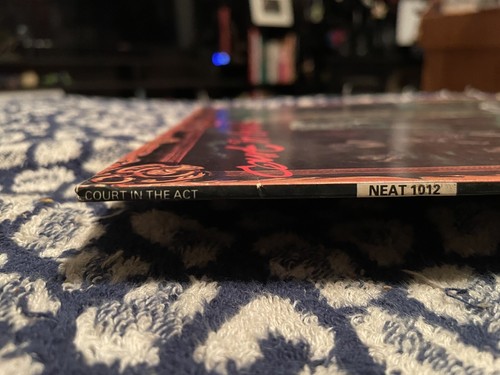 COURT IN THE ACT
NEAT 1012